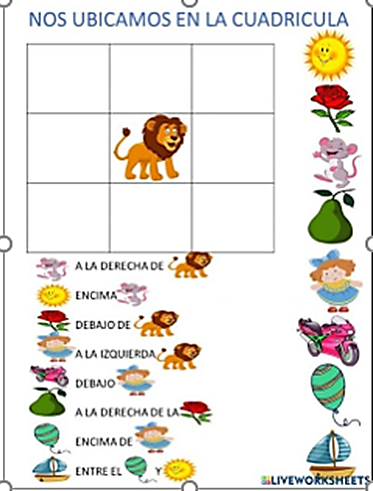 NOS UBICAMOS EN LA CUADRICULA
A LA DERECHA DE
ENCIMA
DEBAJO DE
A LA IZQUIERDA
DEBAJO
A LA DERECHA DE LA
ENCIMA DE
ENTRE EL Y
LIVEWORKSHEETS